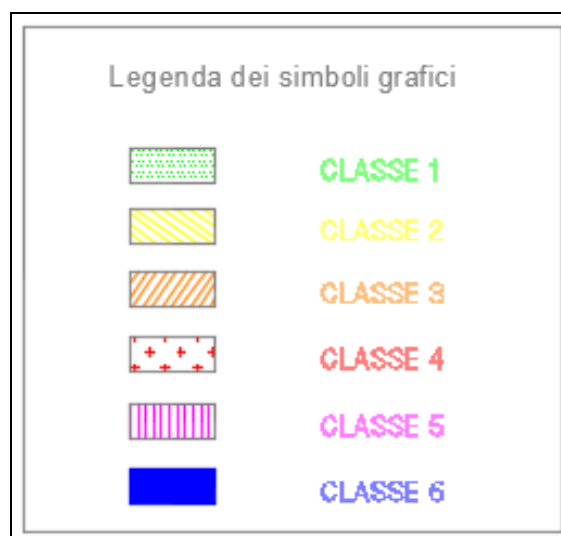 Legenda dei simboli grafici
CLASSE 1
CLASSE 2
CLASSE 3
CLASSE 4
CLASSE 5
CLASSE 6